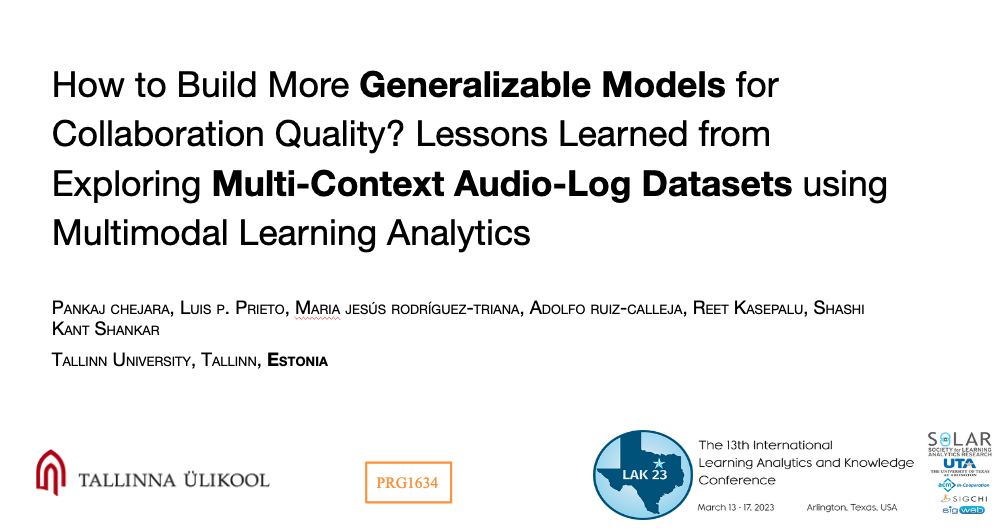 How to Build More Generalizable Models for
Collaboration Quality? Lessons Learned from
Exploring Multi-Context Audio-Log Datasets using
Multimodal Learning Analytics
Pankaj chejara, Luis p. Prieto, Maria jesús rodríguez-triana, Adolfo ruiz-calleja, Reet Kasepalu, Shashi
Kant Shankar
Tallinn University, Tallinn, Estonia
TALLINNA ÜLIKOOL
PRG1634
LAK 23
The 13th International
Learning Analytics and Knowledge
Conference
March 13 - 17, 2023 Arlington, Texas, USA
SOLAR
SOCIETY for LEARNING
ANALYTICS RESEARCH
UTA
THE UNIVERSITY OF TEXAS
AT ARLINGTON
acm In-Cooperation
SIGCHI
sigweb